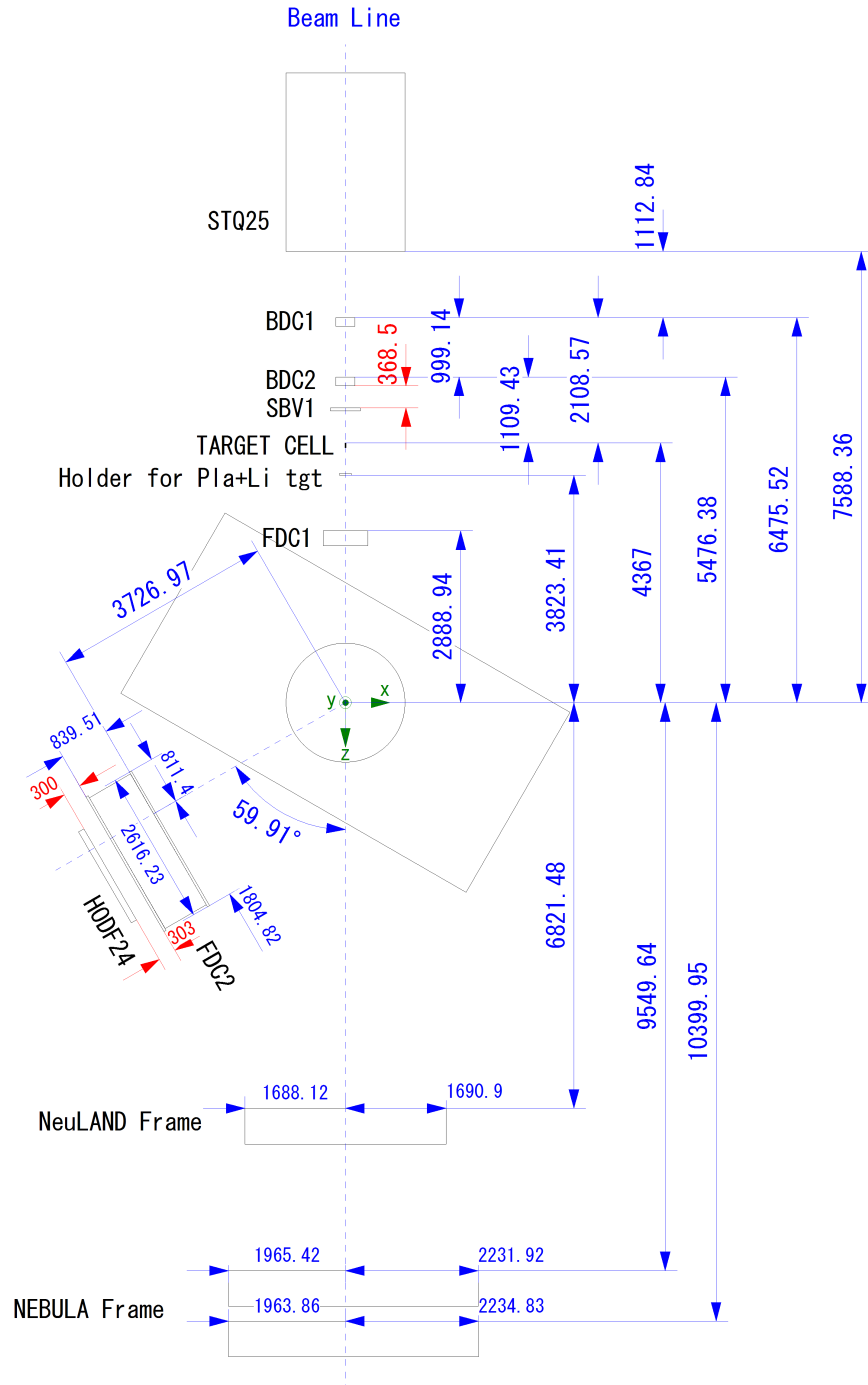 Beam Line
1112.84
STQ25
BDC1
368.5
999.14
2108.57
BDC2
1109.43
SBV1
TARGET CELL
Holder for Pla+Li tgt
7588.36
6475.52
5476.38
4367
3823.41
FDC1
2888.94
3726.97
x
y
z
839.51
811.4
300
59.91°
2616.23
1804.82
HODF24
303
FDC2
6821.48
9549.64
10399.95
1688.12
1690.9
NeuLAND Frame
1965.42
2231.92
NEBULA Frame
1963.86
2234.83